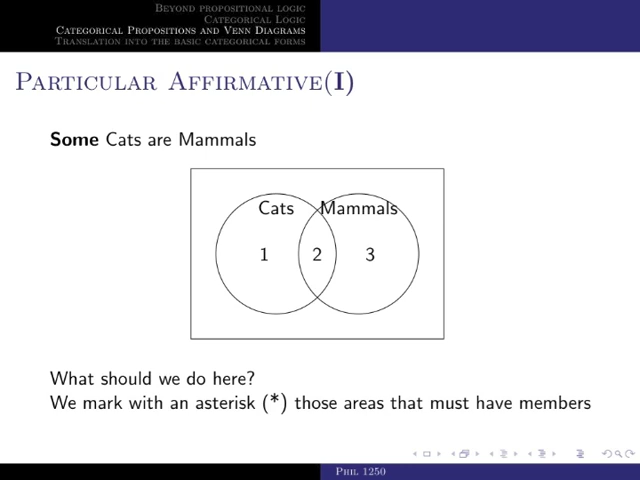 Beyond propositional logic
Categorical Logic
Categorical Propositions and Venn Diagrams
Translation into the basic categorical forms
Particular Affirmative(I)
Some Cats are Mammals
Cats Mammals
1 2 3
What should we do here?
We mark with an asterisk (*) those areas that must have members
Phil 1250